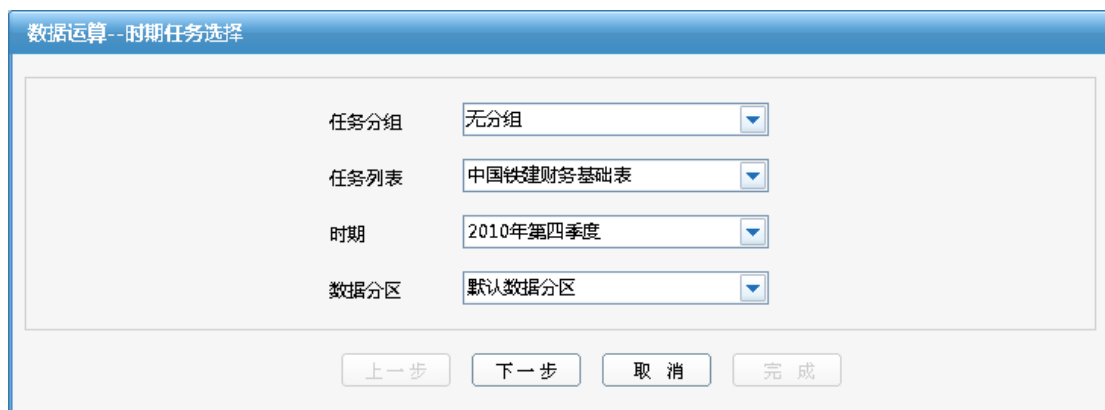 数据运算--时期任务选择
任务分组 无分组
任务列表 中国铁建财务基础表
时期 2010年第四季度
数据分区 默认数据分区
上一步 下一步 取 消 完 成